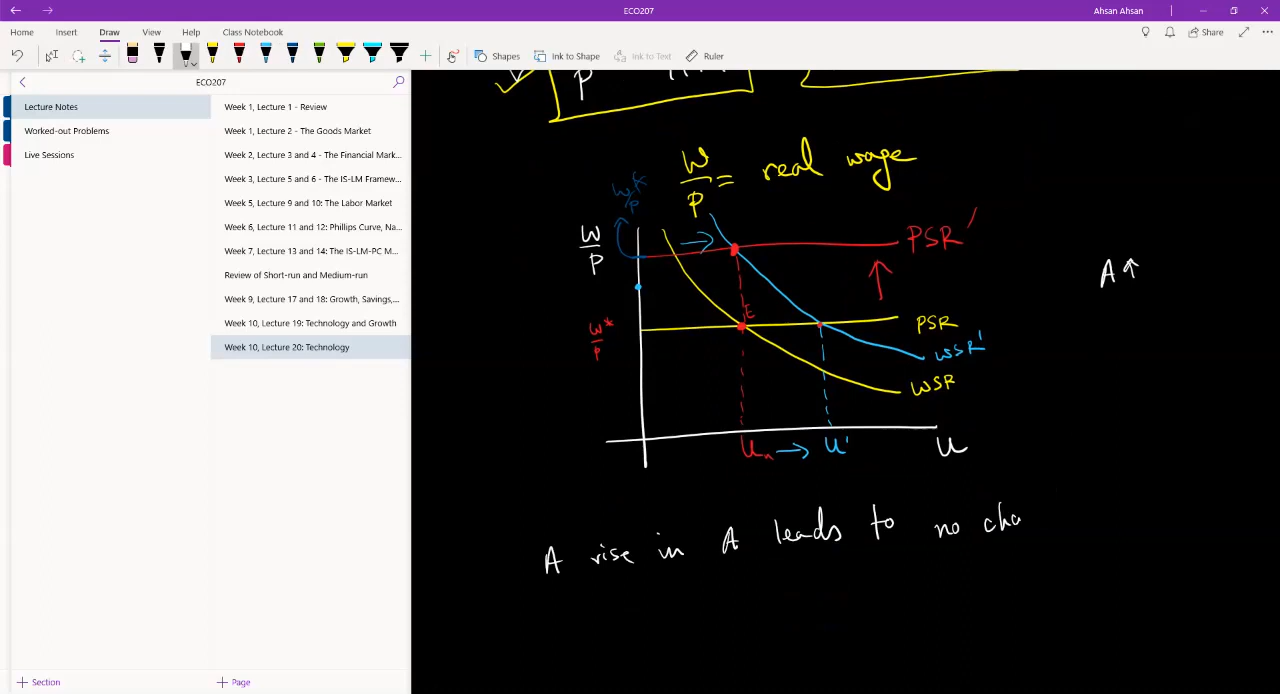 ECO207
Ahsan Ahsan
Home Insert Draw View Help Class Notebook
Share
Shapes Ink to Shape Ink to Text Ruler
ECO207
Lecture Notes
Worked-out Problems
Live Sessions
Week 1, Lecture 1 - Review
Week 1, Lecture 2 - The Goods Market
Week 2, Lecture 3 and 4 - The Financial Mark...
Week 3, Lecture 5 and 6 - The IS-LM Framew...
Week 5, Lecture 9 and 10: The Labor Market
Week 6, Lecture 11 and 12: Phillips Curve, Na...
Week 7, Lecture 13 and 14: The IS-LM-PC M...
Review of Short-run and Medium-run
Week 9, Lecture 17 and 18: Growth, Savings,...
Week 10, Lecture 19: Technology and Growth
Week 10, Lecture 20: Technology
Section
Page
P
W/P = real wage
W/P
PSR'
A↑
E
W*/P
PSR
WSR'
WSR
Un → U'
U
A rise in A leads to no cha